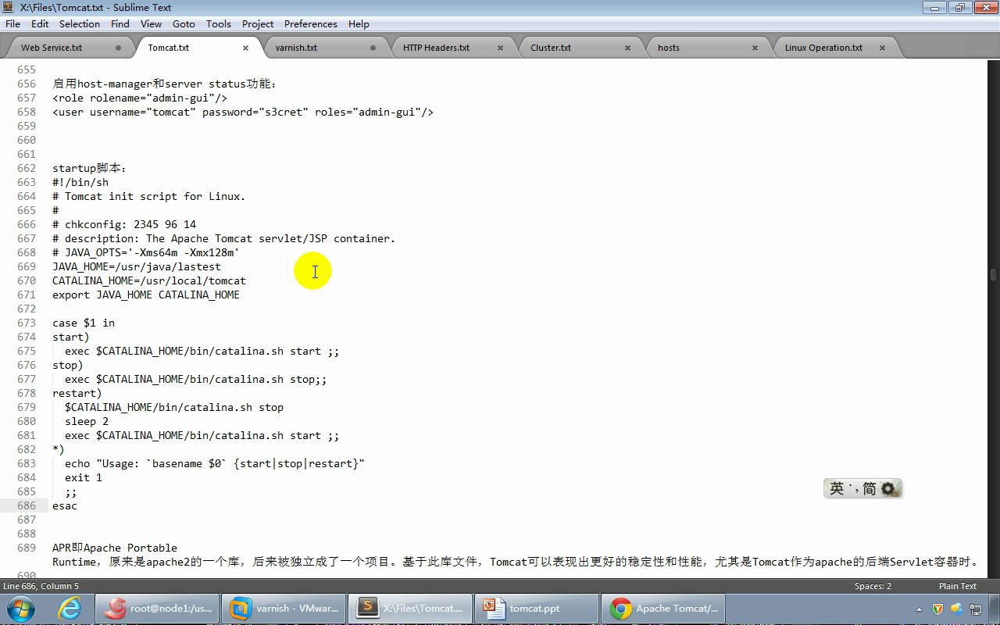 X:\Files\Tomcat.txt - Sublime Text
File Edit Selection Find View Goto Tools Project Preferences Help
Web Service.txt Tomcat.txt varnish.txt HTTP Headers.txt Cluster.txt hosts Linux Operation.txt
655
656 启用host-manager和server status功能：
657 <role rolename="admin-gui"/>
658 <user username="tomcat" password="s3cret" roles="admin-gui"/>
659
660
661
662 startup脚本：
663 #!/bin/sh
664 # Tomcat init script for Linux.
665 #
666 # chkconfig: 2345 96 14
667 # description: The Apache Tomcat servlet/JSP container.
668 # JAVA_OPTS='-Xms64m -Xmx128m'
669 JAVA_HOME=/usr/java/lastest
670 CATALINA_HOME=/usr/local/tomcat
671 export JAVA_HOME CATALINA_HOME
672
673 case $1 in
674 start)
675 exec $CATALINA_HOME/bin/catalina.sh start ;;
676 stop)
677 exec $CATALINA_HOME/bin/catalina.sh stop;;
678 restart)
679 $CATALINA_HOME/bin/catalina.sh stop
680 sleep 2
681 exec $CATALINA_HOME/bin/catalina.sh start ;;
682 *)
683 echo "Usage: `basename $0` {start|stop|restart}"
684 exit 1
685 ;;
686 esac
687
688
689 APR即Apache Portable
Runtime，原来是apache2的一个库，后来被独立成了一个项目。基于此库文件，Tomcat可以表现出更好的稳定性和性能，尤其是Tomcat作为apache的后端Servlet容器时。
690
英 简
Line 686, Column 5 Spaces: 2 Plain Text
root@node1:/us... varnish - VMwar... X:\Files\Tomcat.... tomcat.ppt Apache Tomcat/...